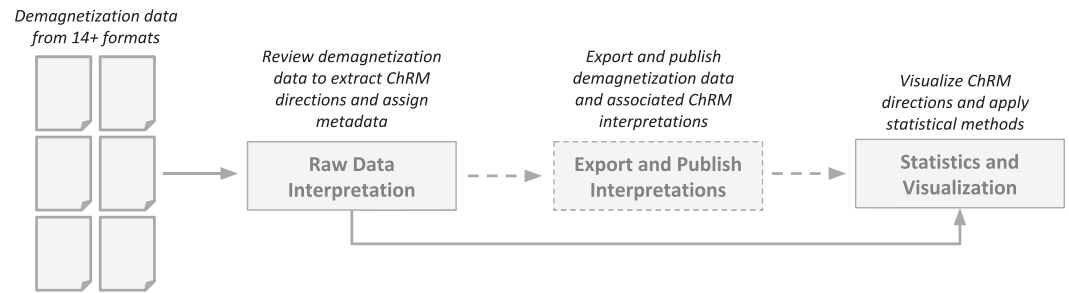 Demagnetization data
from 14+ formats
Review demagnetization
data to extract ChRM
directions and assign
metadata
Raw Data
Interpretation
Export and publish
demagnetization data
and associated ChRM
interpretations
Export and Publish
Interpretations
Visualize ChRM
directions and apply
statistical methods
Statistics and
Visualization